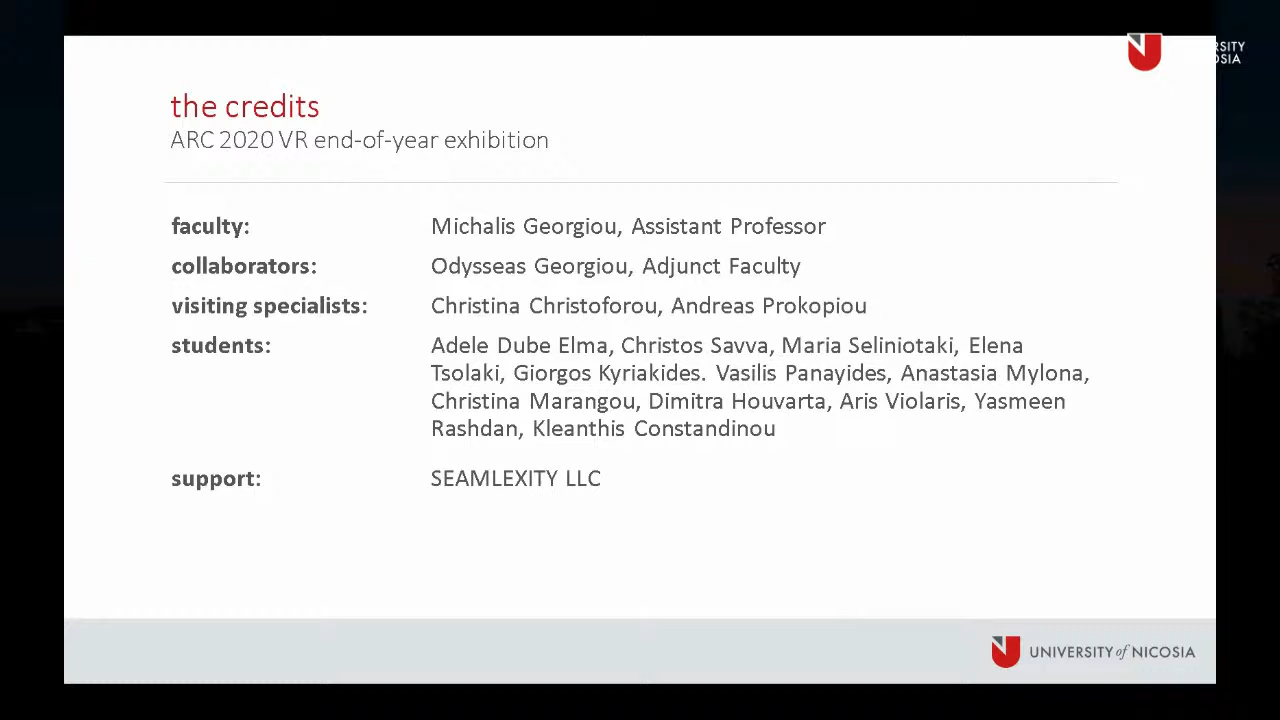 the credits
ARC 2020 VR end-of-year exhibition
faculty: Michalis Georgiou, Assistant Professor
collaborators: Odysseas Georgiou, Adjunct Faculty
visiting specialists: Christina Christoforou, Andreas Prokopiou
students: Adele Dube Elma, Christos Savva, Maria Seliniotaki, Elena
Tsolaki, Giorgos Kyriakides. Vasilis Panayides, Anastasia Mylona,
Christina Marangou, Dimitra Houvarta, Aris Violaris, Yasmeen
Rashdan, Kleanthis Constandinou
support: SEAMLEXITY LLC
UNIVERSITY of NICOSIA